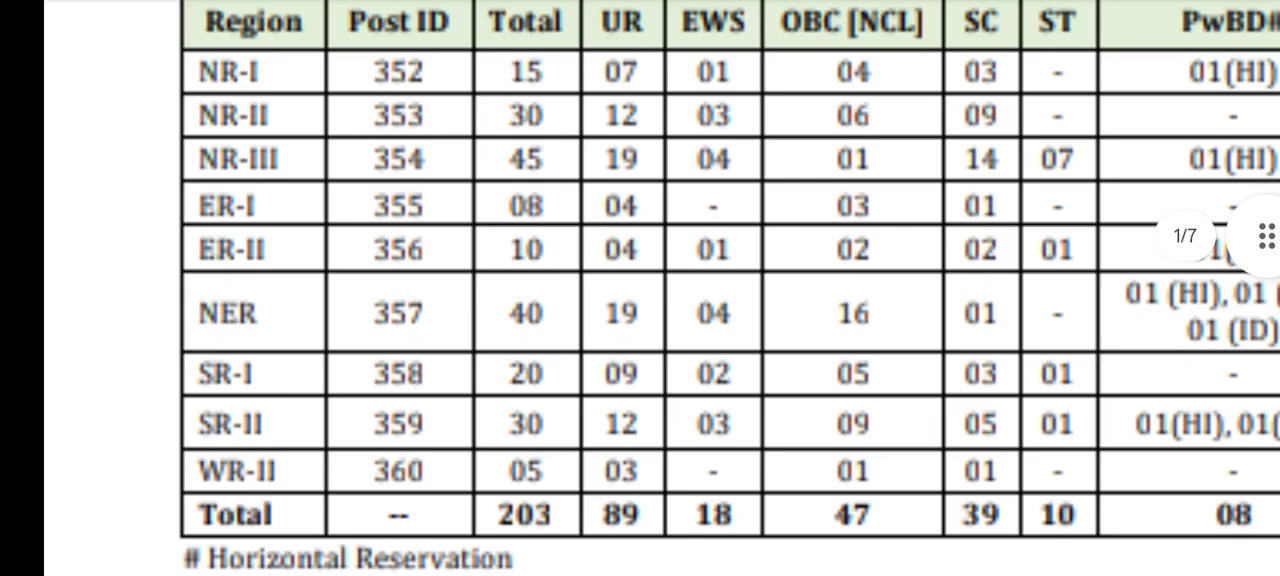 Region Post ID Total UR EWS OBC [NCL] SC ST PwBD#
NR-I 352 15 07 01 04 03 - 01(HI)
NR-II 353 30 12 03 06 09 - -
NR-III 354 45 19 04 01 14 07 01(HI)
ER-I 355 08 04 - 03 01 - -
ER-II 356 10 04 01 02 02 01
1/7
NER 357 40 19 04 16 01 - 01 (HI), 01 (
01 (ID)
SR-I 358 20 09 02 05 03 01 -
SR-II 359 30 12 03 09 05 01 01(HI), 01(
WR-II 360 05 03 - 01 01 - -
Total -- 203 89 18 47 39 10 08
# Horizontal Reservation